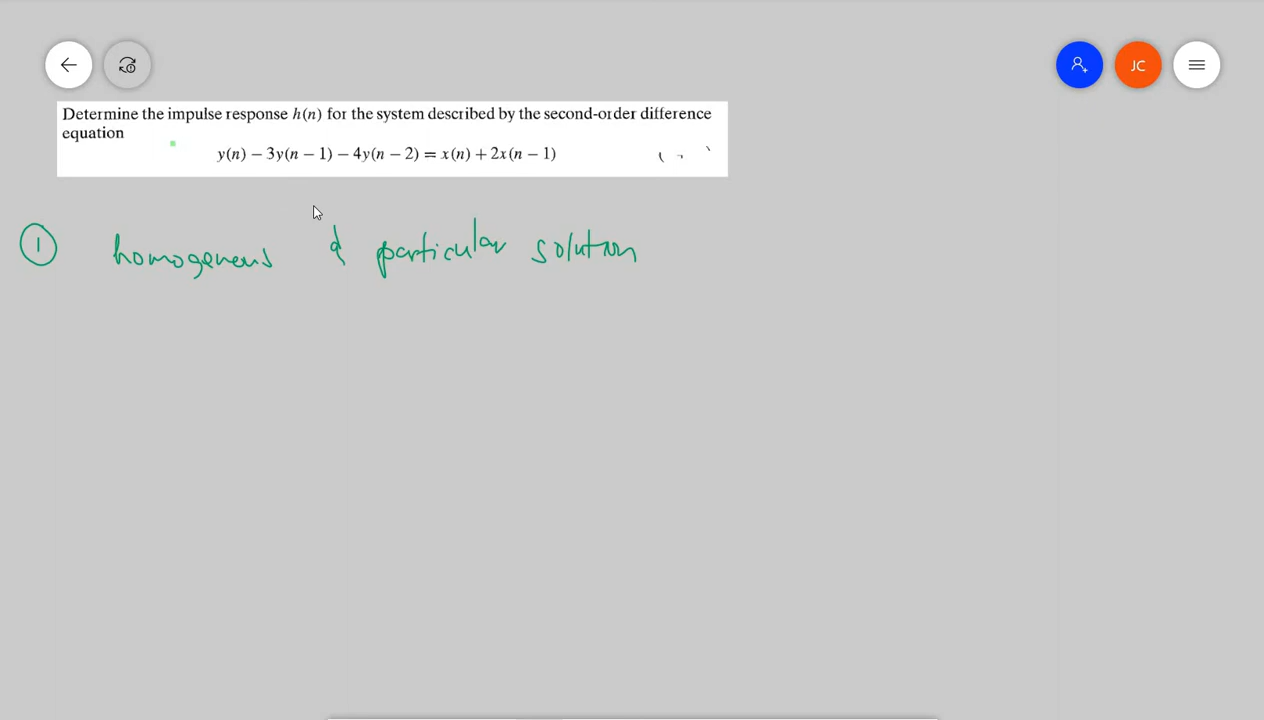 JC
Determine the impulse response h(n) for the system described by the second-order difference
equation
y(n) − 3y(n − 1) − 4y(n − 2) = x(n) + 2x(n − 1)
① homogenous & particular solution